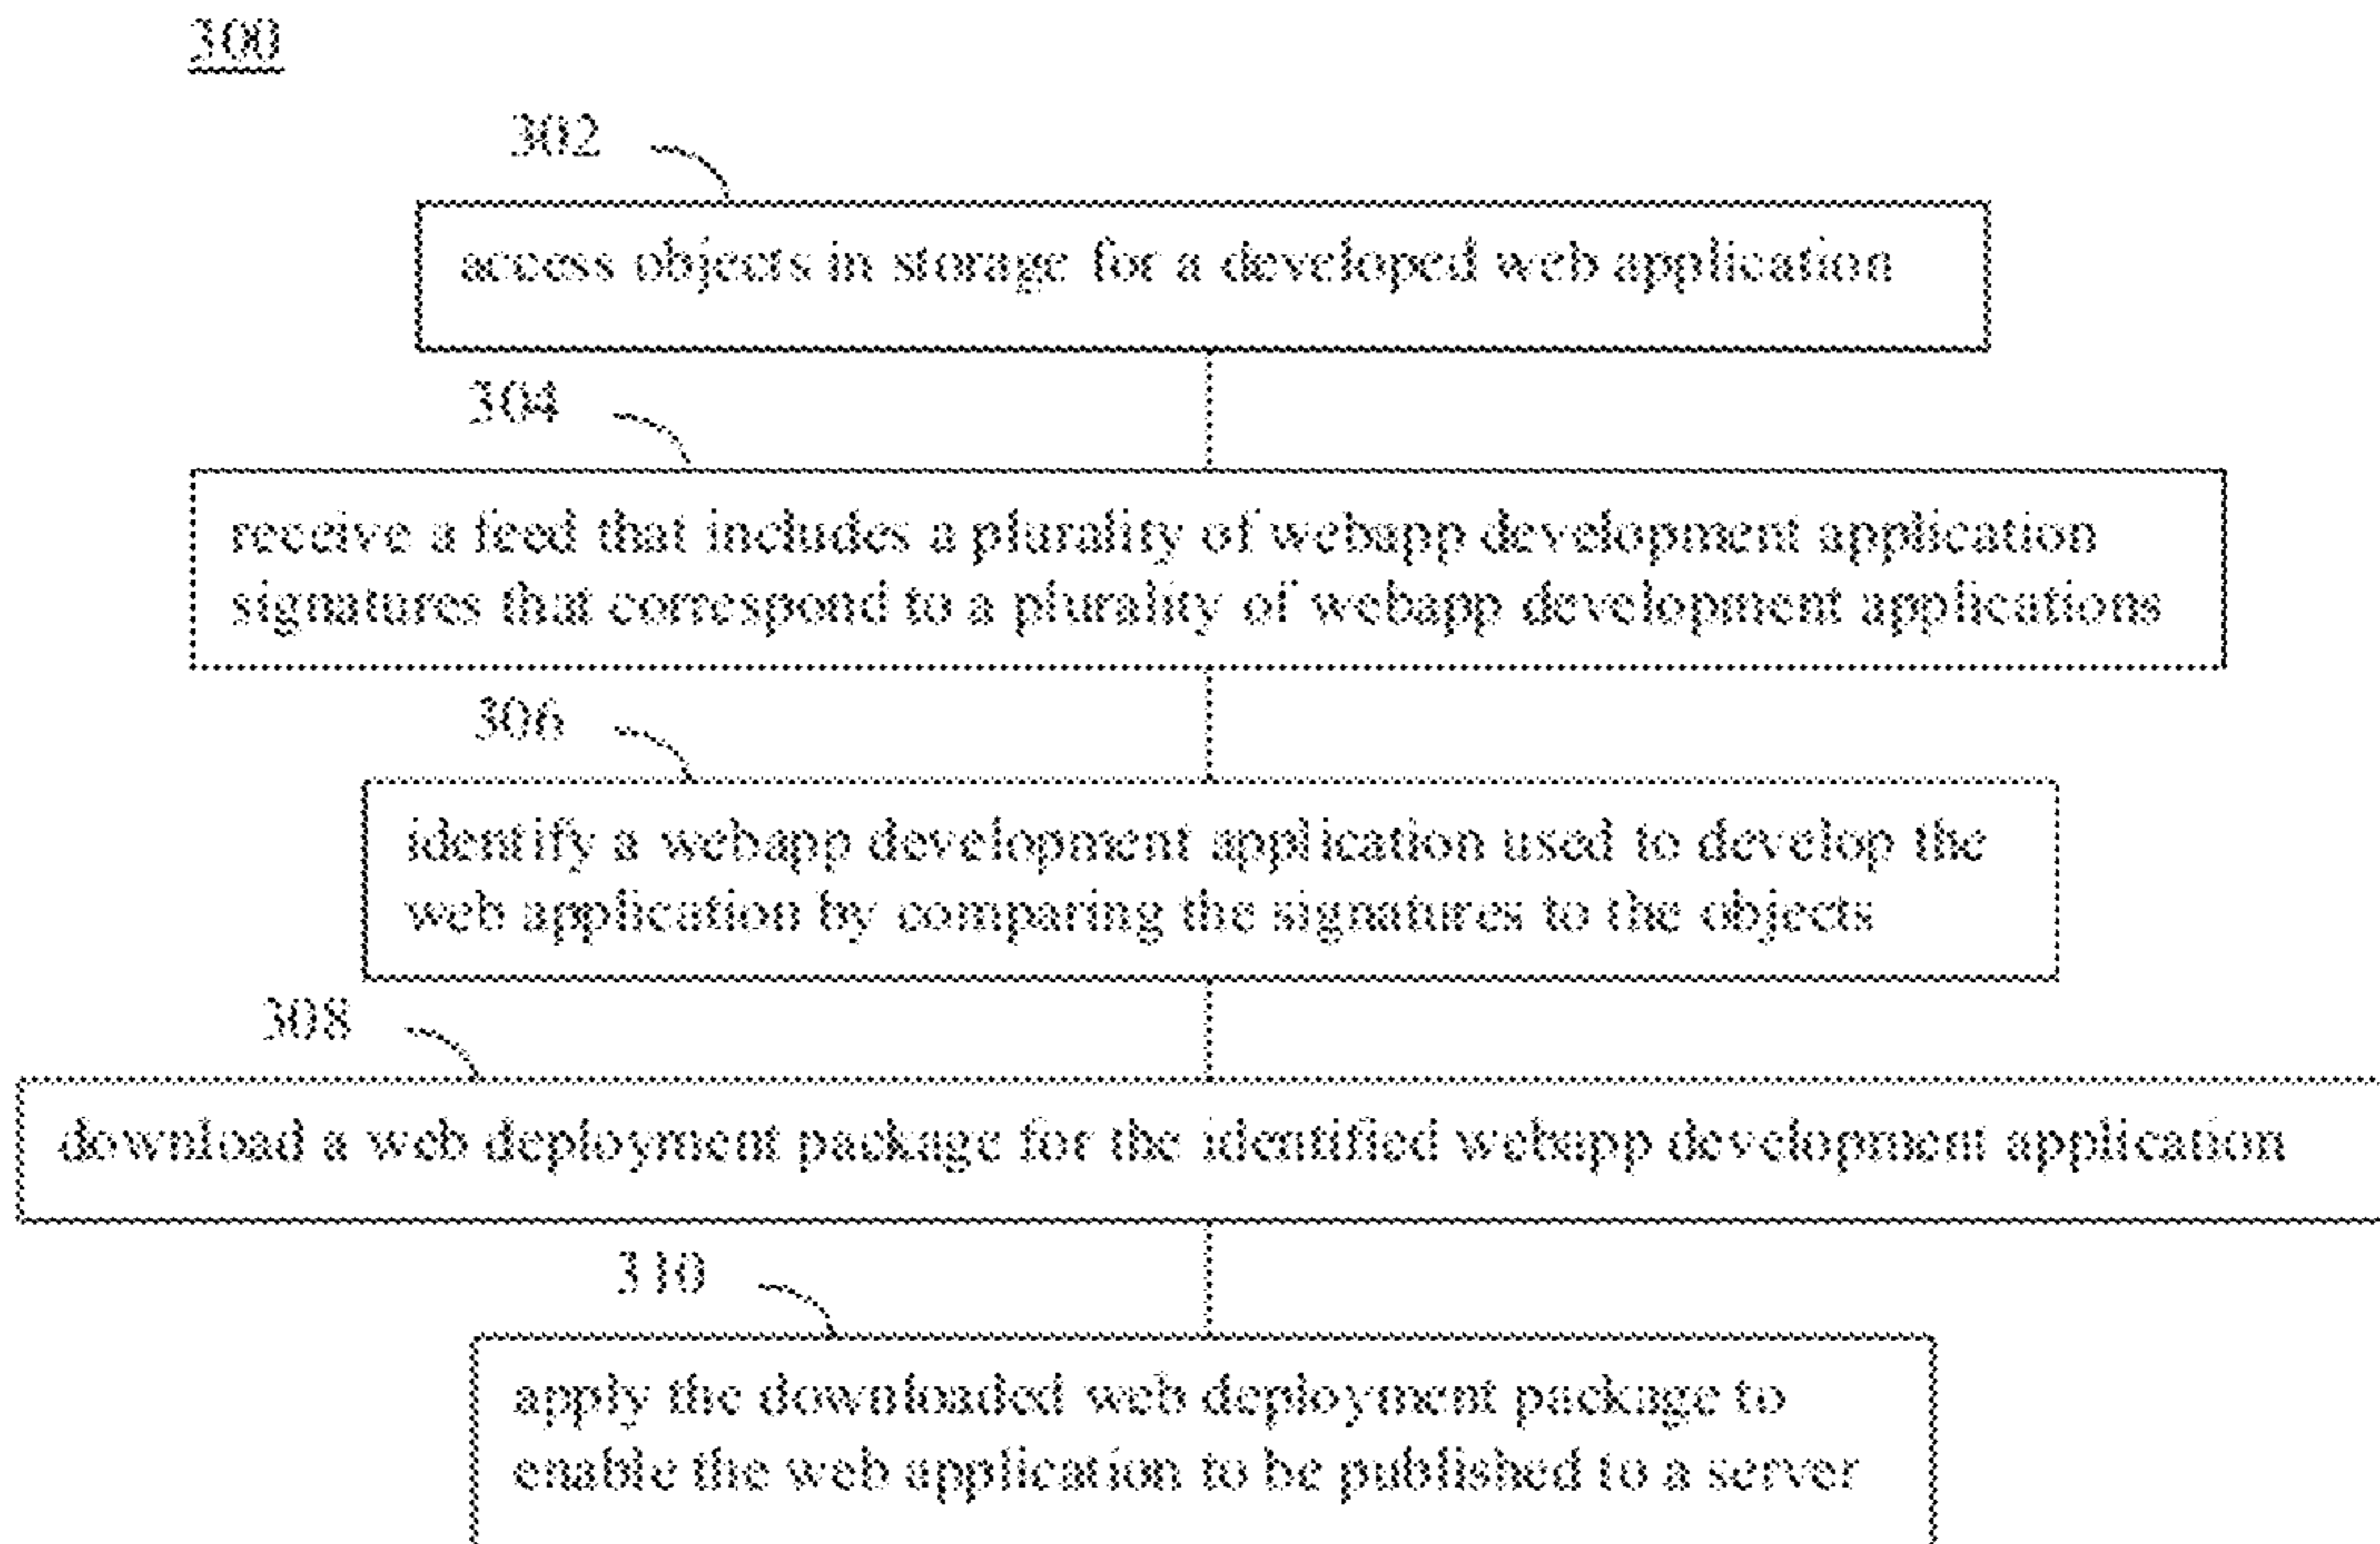 300
302
access objects in storage for a developed web application
304
receive a feed that includes a plurality of webapp development application
signatures that correspond to a plurality of webapp development applications
306
identify a webapp development application used to develop the
web application by comparing the signatures to the objects
308
download a web deployment package for the identified webapp development application
310
apply the downloaded web deployment package to
enable the web application to be published to a server